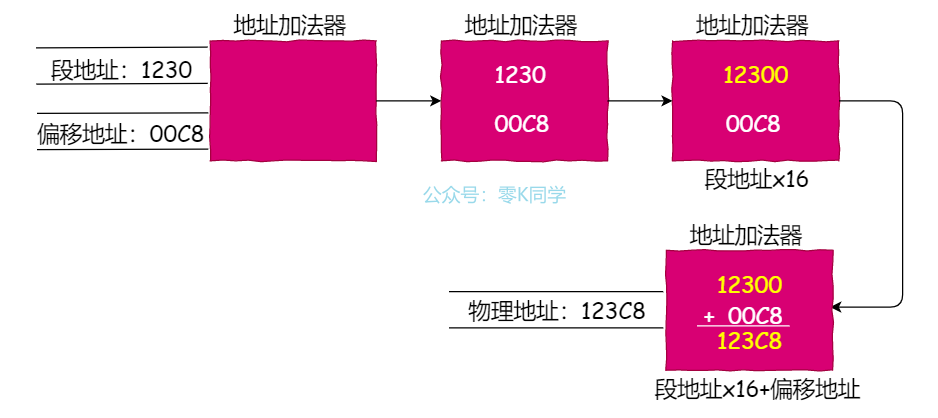 地址加法器
地址加法器
地址加法器
段地址：1230
偏移地址：00C8
1230
00C8
12300
00C8
段地址x16
公众号：零K同学
地址加法器
物理地址：123C8
12300
+ 00C8
123C8
段地址x16+偏移地址